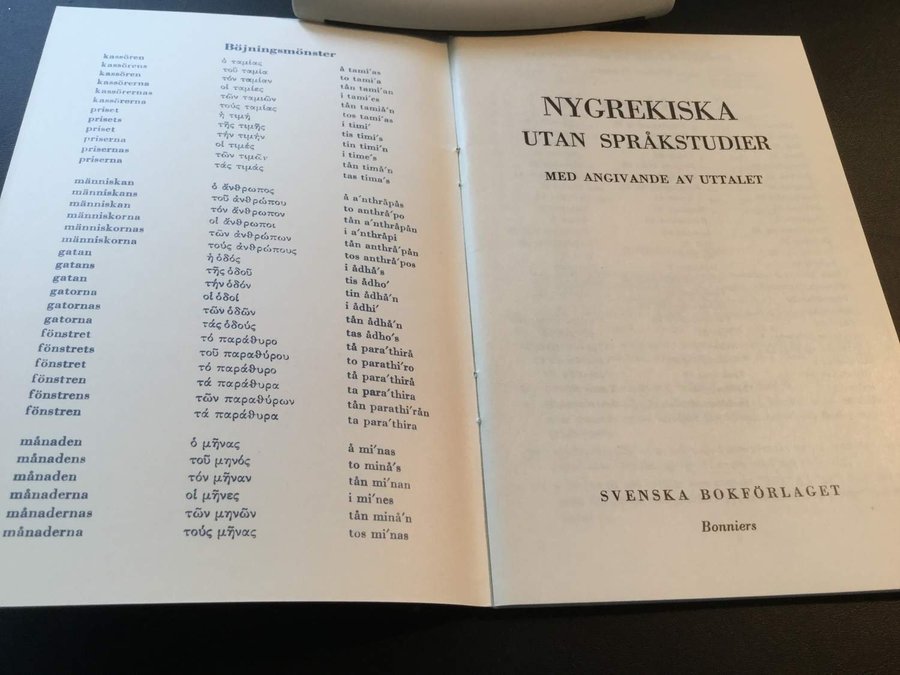 Böjningsmönster
kassören ὁ ταμίας å tami'as
kassörens τοῦ ταμία to tami'a
kassören τόν ταμίαν tån tami'an
kassörerna οἱ ταμίες i tami'es
kassörernas τῶν ταμιῶν tån tamiå'n
kassörerna τούς ταμίας tos tami'as
priset ἡ τιμή i timi'
prisets τῆς τιμῆς tis timi's
priset τήν τιμήν tin timi'n
priserna οἱ τιμές i time's
prisernas τῶν τιμῶν tån timå'n
priserna τάς τιμάς tas tima's
människan ὁ ἄνθρωπος å a'nthråpås
människans τοῦ ἀνθρώπου to anthrå'po
människan τόν ἄνθρωπον tån a'nthråpån
människorna οἱ ἄνθρωποι i a'nthråpi
människornas τῶν ἀνθρώπων tån anthrå'pån
människorna τούς ἀνθρώπους tos anthrå'pos
gatan ἡ ὁδός i ådhå's
gatans τῆς ὁδοῦ tis ådho'
gatan τήν ὁδόν tin ådhå'n
gatorna οἱ ὁδοί i ådhi'
gatornas τῶν ὁδῶν tån ådhå'n
gatorna τάς ὁδούς tas ådho's
fönstret τό παράθυρο tå para'thirå
fönstrets τοῦ παραθύρου to parathi'ro
fönstret τό παράθυρο tå para'thirå
fönstren τά παράθυρα ta para'thira
fönstrens τῶν παραθύρων tån parathi'rån
fönstren τά παράθυρα ta para'thira
månaden ὁ μῆνας å mi'nas
månadens τοῦ μηνός to minå's
månaden τόν μῆναν tån mi'nan
månaderna οἱ μῆνες i mi'nes
månadernas τῶν μηνῶν tån minå'n
månaderna τούς μῆνας tos mi'nas
NYGREKISKA
UTAN SPRÅKSTUDIER
MED ANGIVANDE AV UTTALET
SVENSKA BOKFÖRLAGET
Bonniers